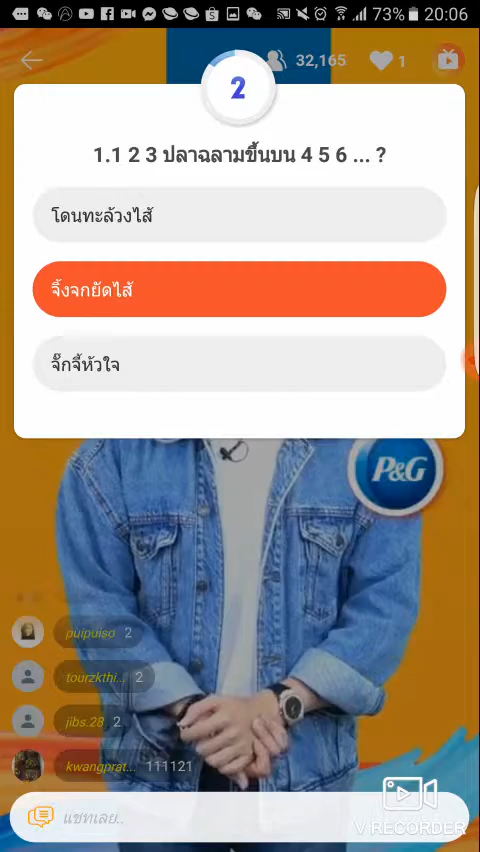 73% 20:06
32,165 1
2
1.1 2 3 ปลาฉลามขึ้นบน 4 5 6 ... ?
โดนทะล้วงไส้
จิ้งจกยัดไส้
จั๊กจี้หัวใจ
P&G
puipuiso 2
tourzkthi... 2
jibs.28 2
kwangprat... 111121
แชทเลย..
V RECORDER